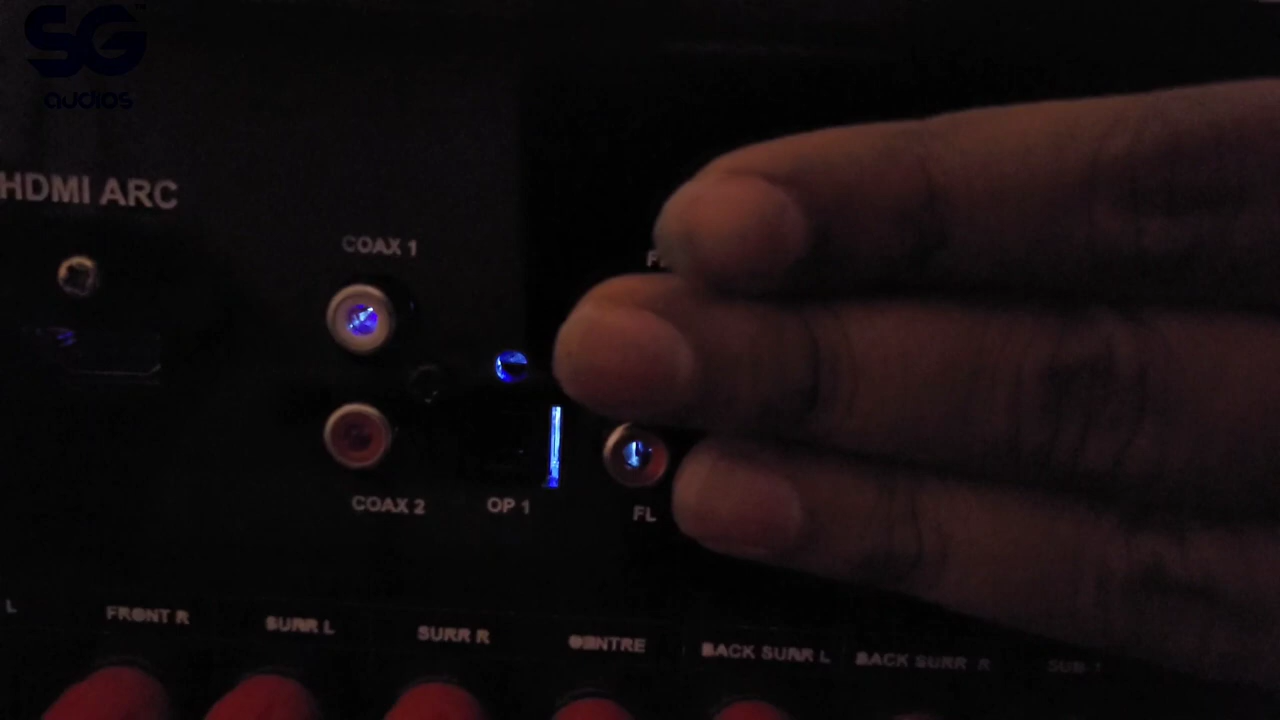 SG
audios
HDMI ARC
COAX 1
COAX 2
OP 1
FL
L
FRONT R
SURR L
SURR R
CENTRE
BACK SURR L
BACK SURR R
SUB 1